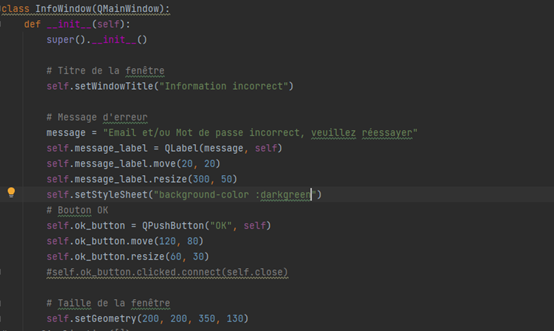 class InfoWindow(QMainWindow):
    def __init__(self):
        super().__init__()

        # Titre de la fenêtre
        self.setWindowTitle("Information incorrect")

        # Message d'erreur
        message = "Email et/ou Mot de passe incorrect, veuillez réessayer"
        self.message_label = QLabel(message, self)
        self.message_label.move(20, 20)
        self.message_label.resize(300, 50)
        self.setStyleSheet("background-color :darkgreen")
        # Bouton OK
        self.ok_button = QPushButton("OK", self)
        self.ok_button.move(120, 80)
        self.ok_button.resize(60, 30)
        #self.ok_button.clicked.connect(self.close)

        # Taille de la fenêtre
        self.setGeometry(200, 200, 350, 130)